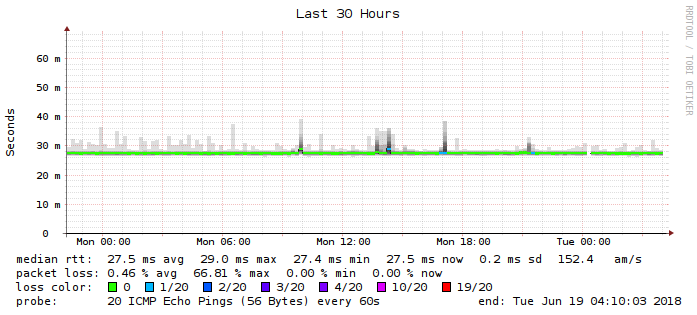 Last 30 Hours
RRDTOOL / TOBI OETIKER
Seconds
60 m
50 m
40 m
30 m
20 m
10 m
0
Mon 00:00 Mon 06:00 Mon 12:00 Mon 18:00 Tue 00:00
median rtt: 27.5 ms avg 29.0 ms max 27.4 ms min 27.5 ms now 0.2 ms sd 152.4 am/s
packet loss: 0.46 % avg 66.81 % max 0.00 % min 0.00 % now
loss color: 0 1/20 2/20 3/20 4/20 10/20 19/20
probe: 20 ICMP Echo Pings (56 Bytes) every 60s end: Tue Jun 19 04:10:03 2018